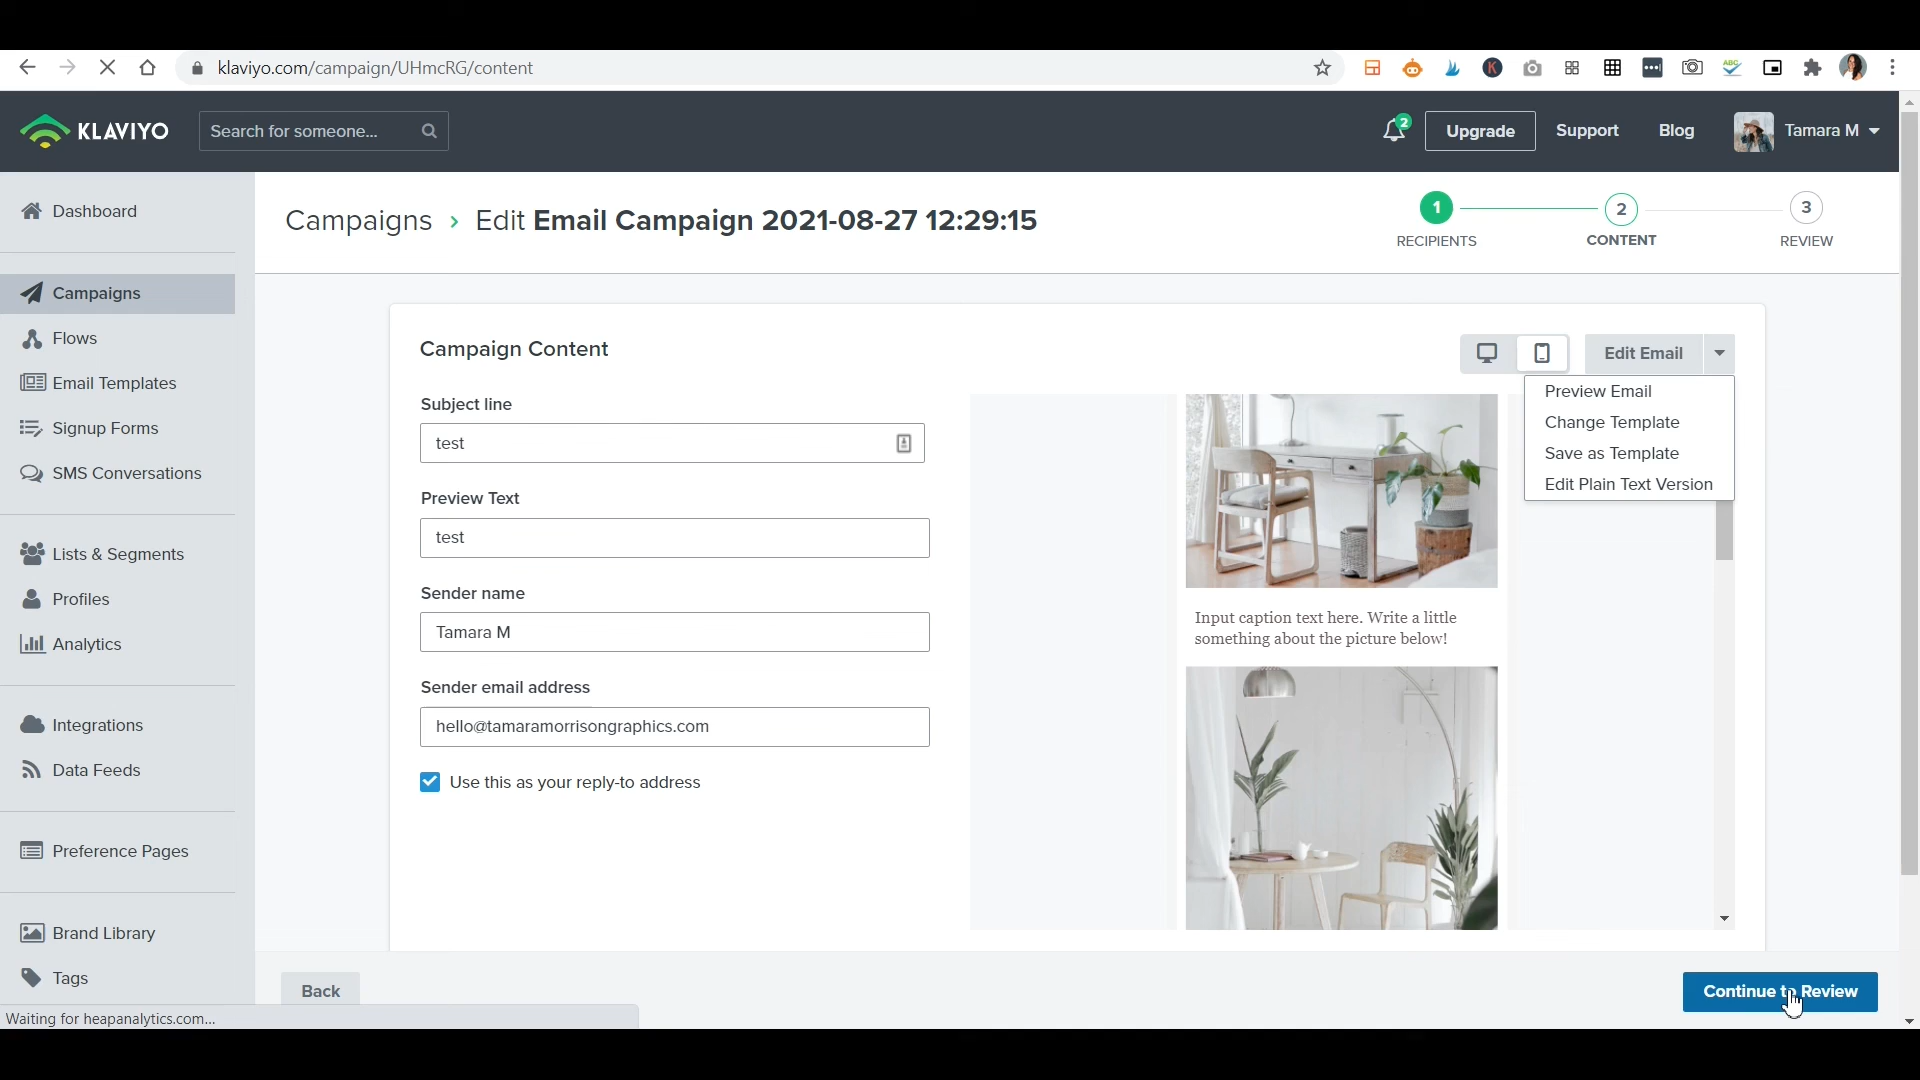 klaviyo.com/campaign/UHmcRG/content
K
ABC
KLAVIYO
Search for someone...
2
Upgrade
Support
Blog
Tamara M
Dashboard
Campaigns
Flows
Email Templates
Signup Forms
SMS Conversations
Lists & Segments
Profiles
Analytics
Integrations
Data Feeds
Preference Pages
Brand Library
Tags
Campaigns › Edit Email Campaign 2021-08-27 12:29:15
1
RECIPIENTS
2
CONTENT
3
REVIEW
Campaign Content
Edit Email
Preview Email
Change Template
Save as Template
Edit Plain Text Version
Subject line
test
Preview Text
test
Sender name
Tamara M
Sender email address
hello@tamaramorrisongraphics.com
Use this as your reply-to address
Input caption text here. Write a little
something about the picture below!
Back
Continue to Review
Waiting for heapanalytics.com...